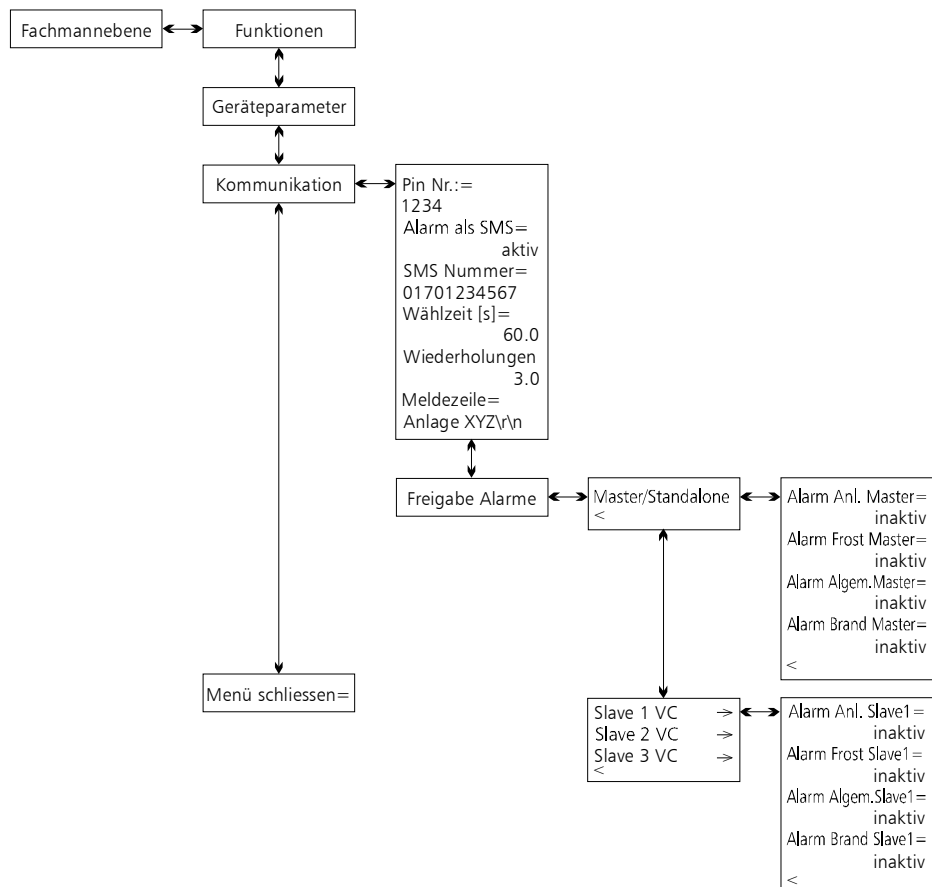 Fachmannebene
Funktionen
Geräteparameter
Kommunikation
Pin Nr.:=
1234
Alarm als SMS=
aktiv
SMS Nummer=
01701234567
Wählzeit [s]=
60.0
Wiederholungen
3.0
Meldezeile=
Anlage XYZ\r\n
Freigabe Alarme
Master/Standalone
<
Alarm Anl. Master=
inaktiv
Alarm Frost Master=
inaktiv
Alarm Algem.Master=
inaktiv
Alarm Brand Master=
inaktiv
<
Menü schliessen=
Slave 1 VC →
Slave 2 VC →
Slave 3 VC →
<
Alarm Anl. Slave1=
inaktiv
Alarm Frost Slave1=
inaktiv
Alarm Algem.Slave1=
inaktiv
Alarm Brand Slave1=
inaktiv
<